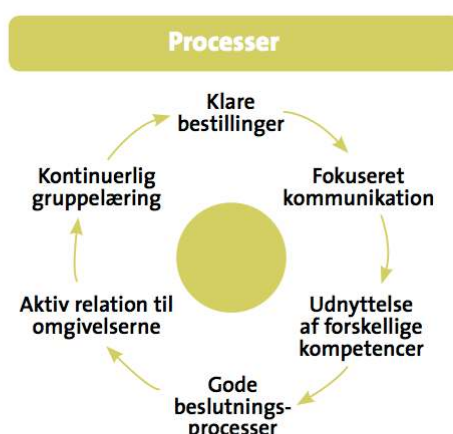 Processer
Klare
bestillinger
Fokuseret
kommunikation
Udnyttelse
af forskellige
kompetencer
Gode
beslutnings-
processer
Aktiv relation til
omgivelserne
Kontinuerlig
gruppelæring